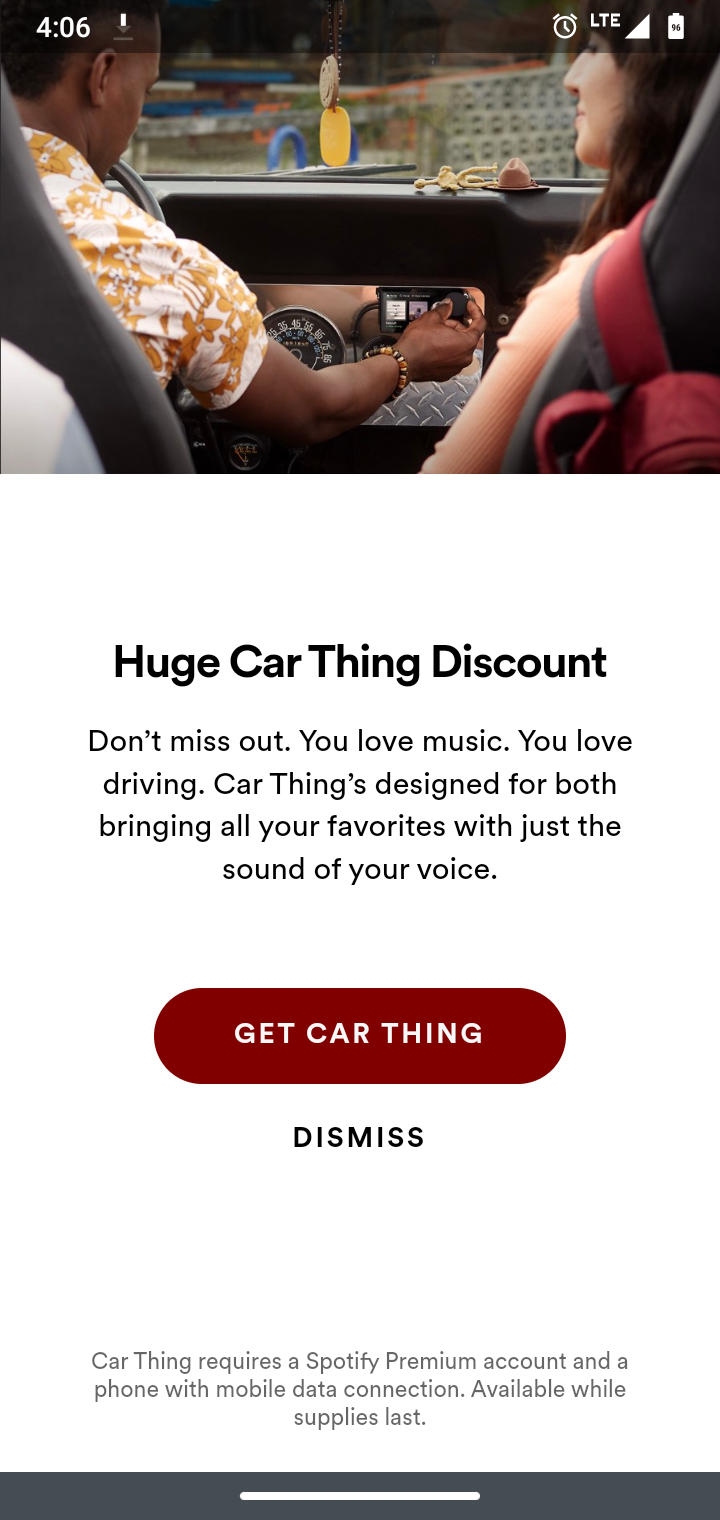 4:06
LTE
96
Huge Car Thing Discount
Don’t miss out. You love music. You love
driving. Car Thing’s designed for both
bringing all your favorites with just the
sound of your voice.
GET CAR THING
DISMISS
Car Thing requires a Spotify Premium account and a
phone with mobile data connection. Available while
supplies last.